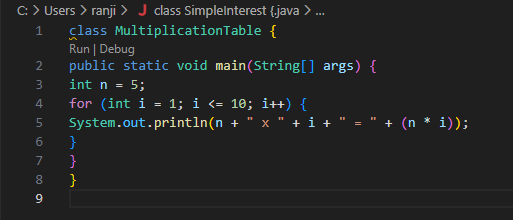 C: > Users > ranji > J class SimpleInterest {.java > ...
1 class MultiplicationTable {
Run | Debug
2 public static void main(String[] args) {
3 int n = 5;
4 for (int i = 1; i <= 10; i++) {
5 System.out.println(n + " x " + i + " = " + (n * i));
6 }
7 }
8 }
9